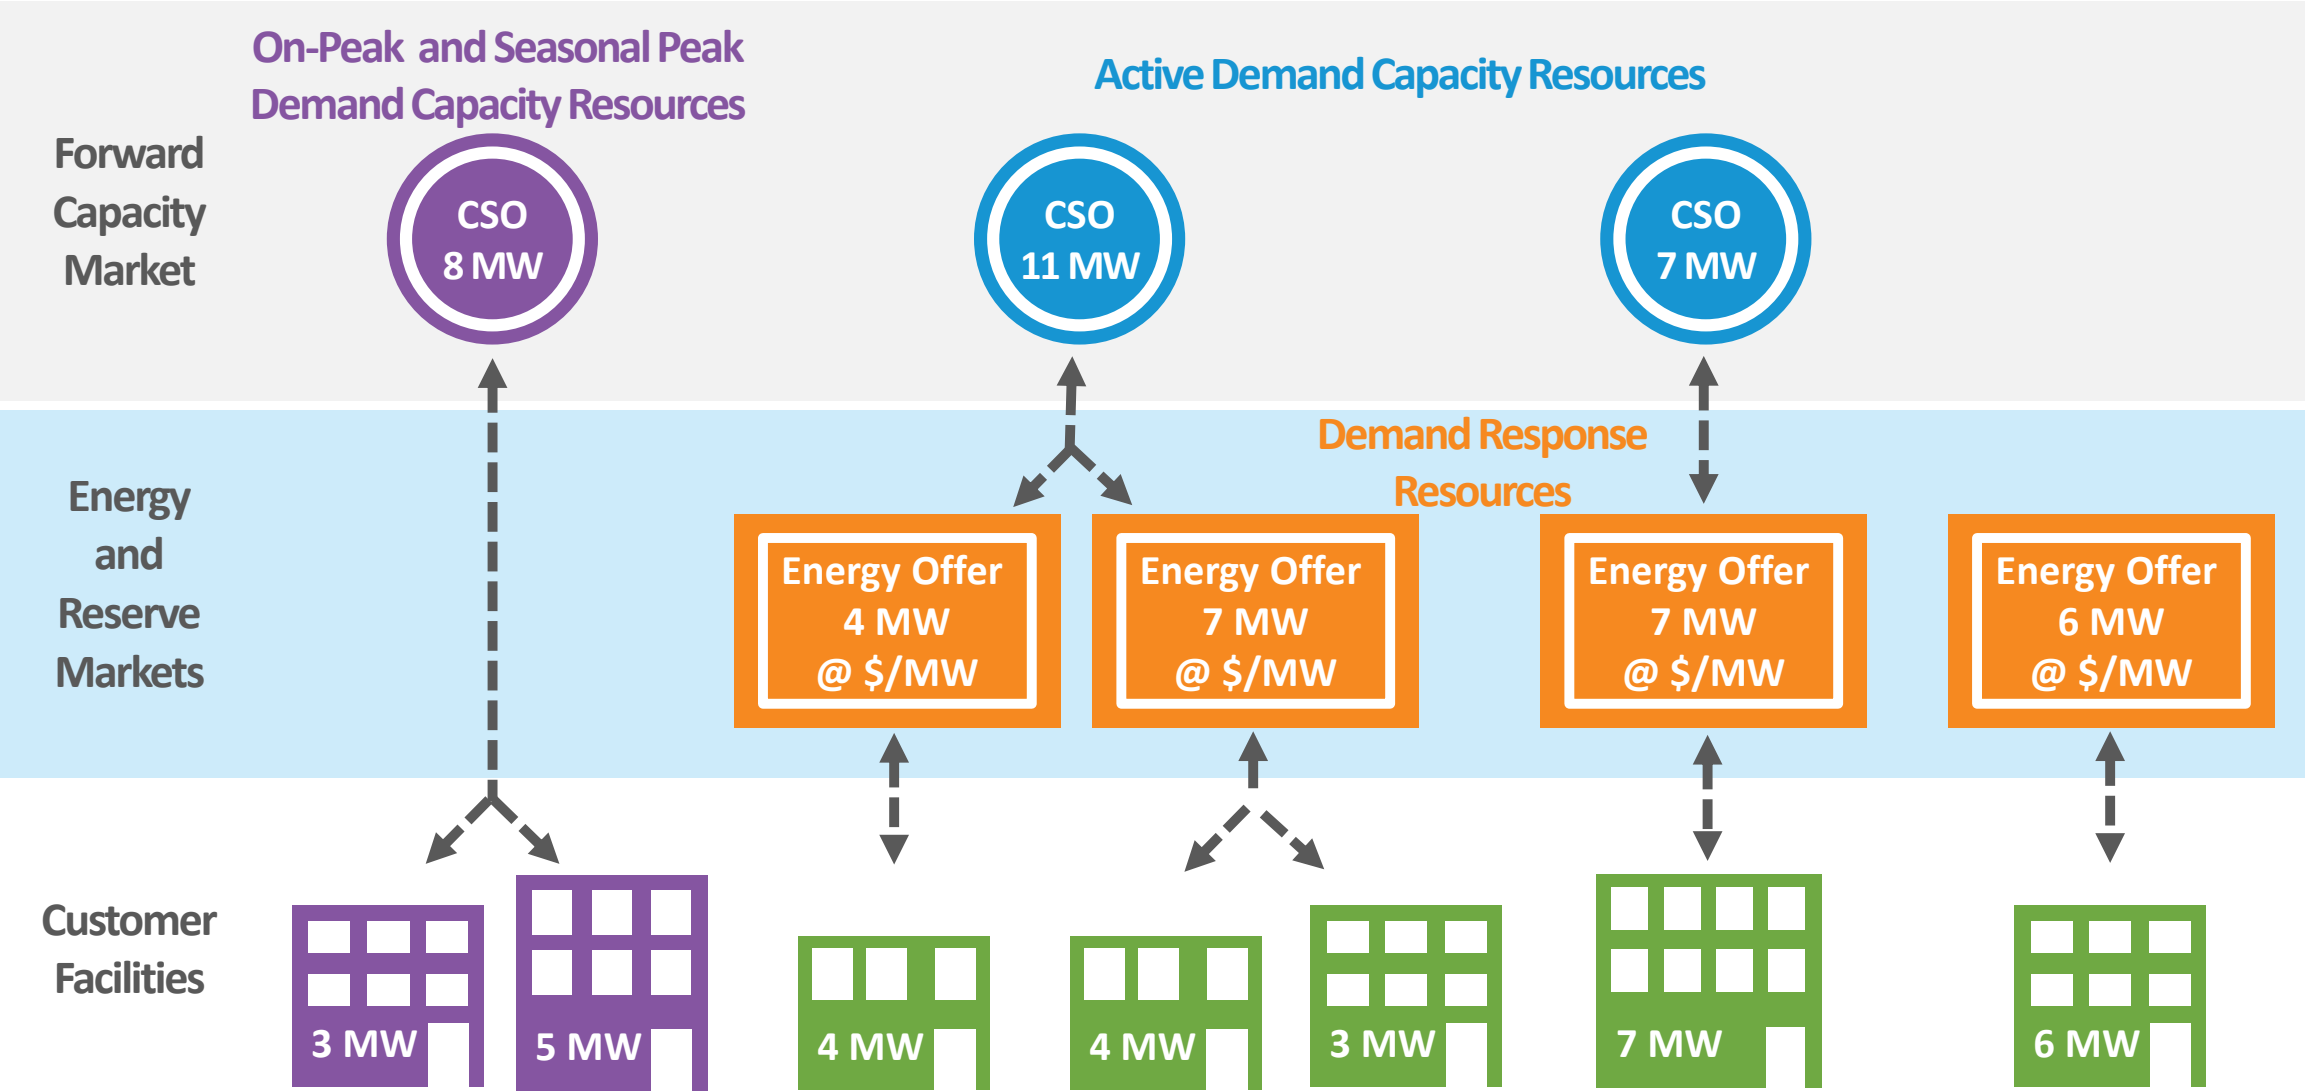 On-Peak and Seasonal Peak
Demand Capacity Resources
Active Demand Capacity Resources
Forward
Capacity
Market
CSO
8 MW
CSO
11 MW
CSO
7 MW
Demand Response
Resources
Energy
and
Reserve
Markets
Energy Offer
4 MW
@ $/MW
Energy Offer
7 MW
@ $/MW
Energy Offer
7 MW
@ $/MW
Energy Offer
6 MW
@ $/MW
Customer
Facilities
3 MW
5 MW
4 MW
4 MW
3 MW
7 MW
6 MW